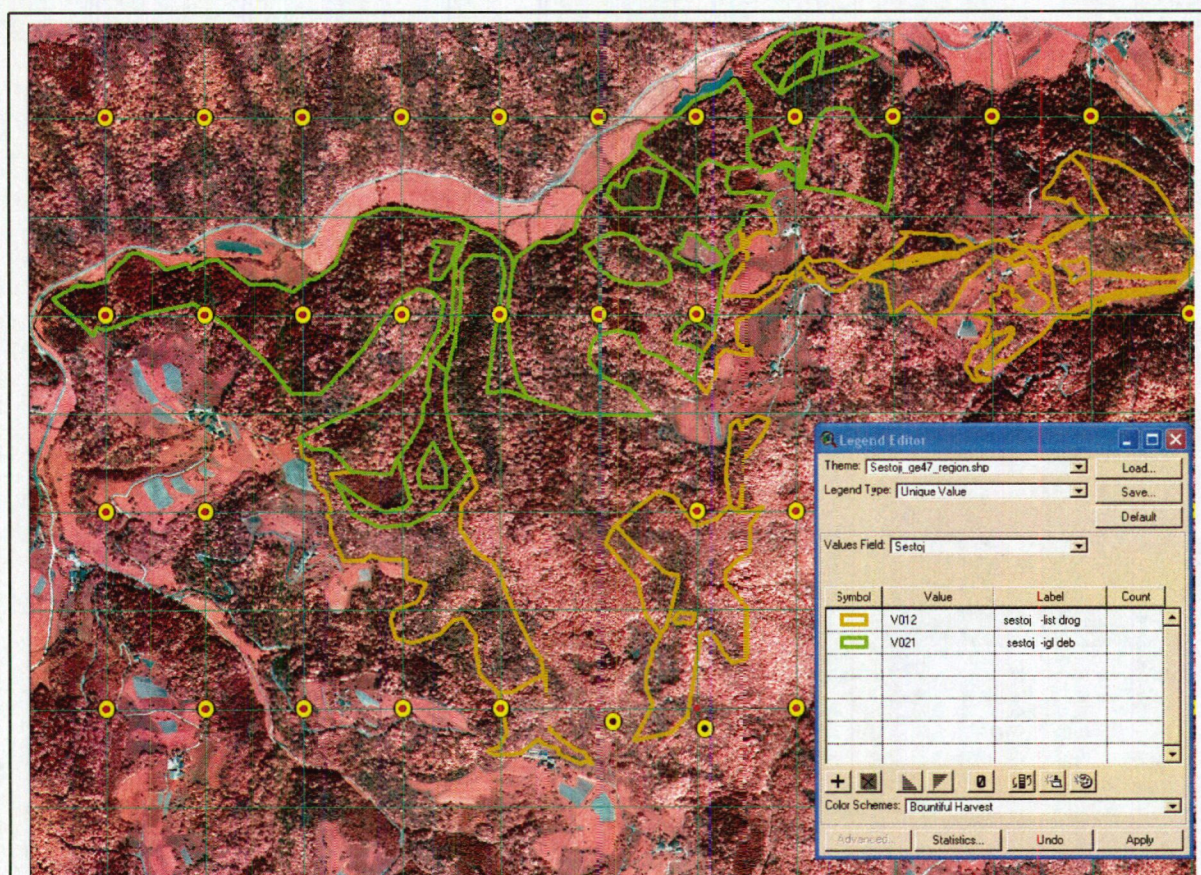 Legend Editor
Theme: Sestoji_ge47_region.shp
Load...
Legend Type: Unique Value
Save...
Default
Values Field: Sestoj
Symbol Value Label Count
V012 sestoj -list drog
V021 sestoj -igl deb
Color Schemes: Bountiful Harvest
Advanced... Statistics... Undo Apply